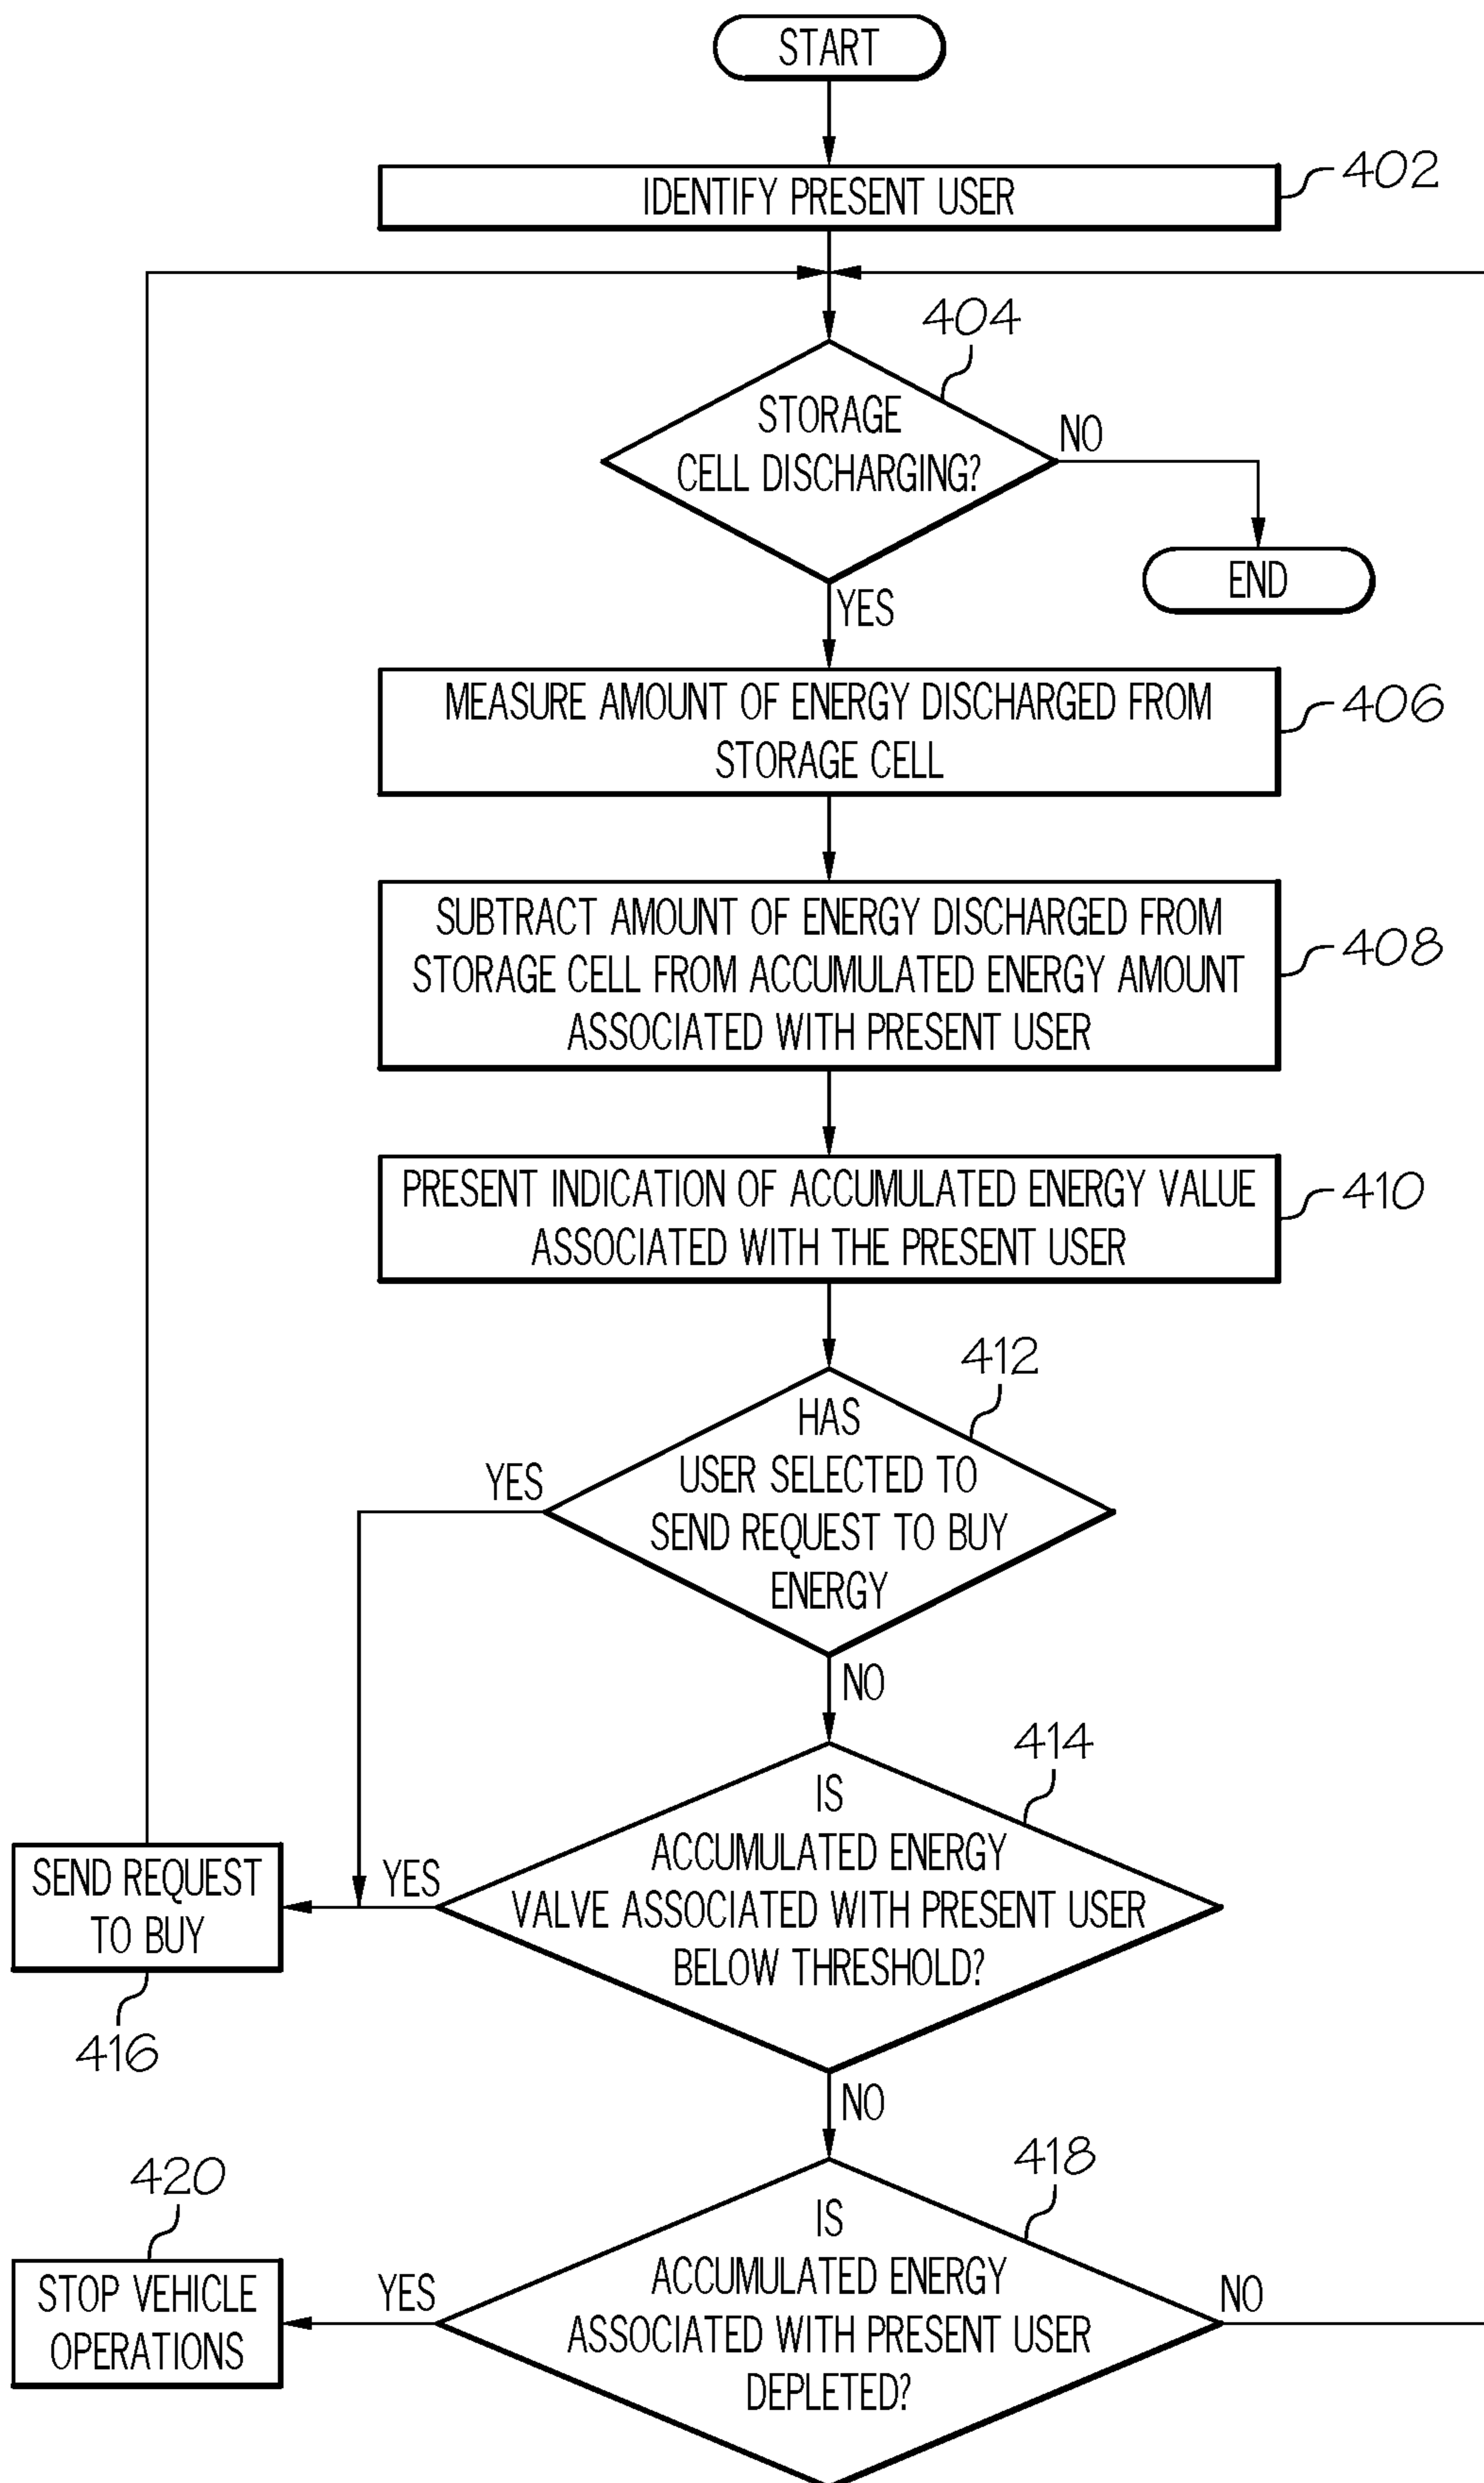 START
IDENTIFY PRESENT USER
402
404
STORAGE
CELL DISCHARGING?
NO
END
YES
MEASURE AMOUNT OF ENERGY DISCHARGED FROM
STORAGE CELL
406
SUBTRACT AMOUNT OF ENERGY DISCHARGED FROM
STORAGE CELL FROM ACCUMULATED ENERGY AMOUNT
ASSOCIATED WITH PRESENT USER
408
PRESENT INDICATION OF ACCUMULATED ENERGY VALUE
ASSOCIATED WITH THE PRESENT USER
410
412
HAS
USER SELECTED TO
SEND REQUEST TO BUY
ENERGY
YES
NO
414
IS
ACCUMULATED ENERGY
VALVE ASSOCIATED WITH PRESENT USER
BELOW THRESHOLD?
YES
SEND REQUEST
TO BUY
416
NO
418
IS
ACCUMULATED ENERGY
ASSOCIATED WITH PRESENT USER
DEPLETED?
YES
NO
420
STOP VEHICLE
OPERATIONS